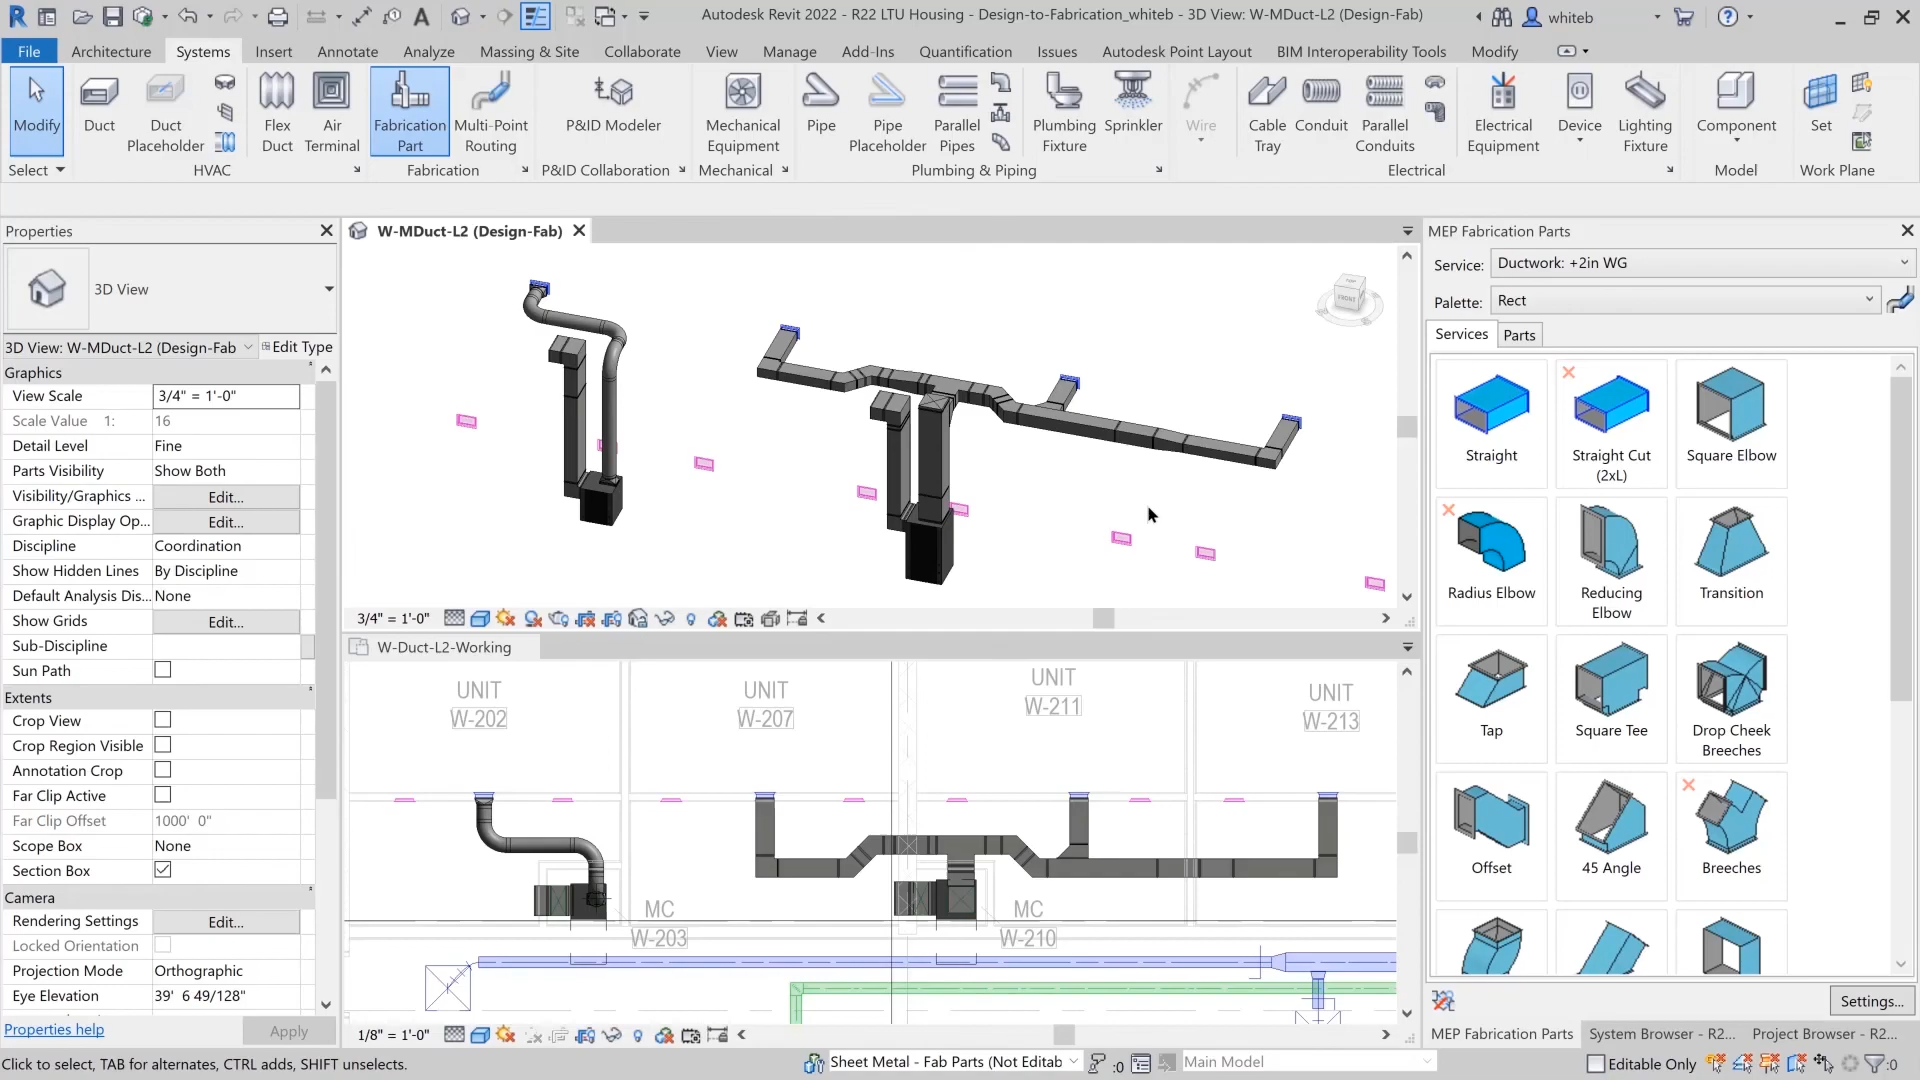 Autodesk Revit 2022 - R22 LTU Housing - Design-to-Fabrication_whiteb - 3D View: W-MDuct-L2 (Design-Fab)
whiteb
File Architecture Systems Insert Annotate Analyze Massing & Site Collaborate View Manage Add-Ins Quantification Issues Autodesk Point Layout BIM Interoperability Tools Modify
Modify Duct Duct Placeholder Flex Duct Air Terminal Fabrication Part Multi-Point Routing P&ID Modeler Mechanical Equipment Pipe Pipe Placeholder Parallel Pipes Plumbing Fixture Sprinkler Wire Cable Tray Conduit Parallel Conduits Electrical Equipment Device Lighting Fixture Component Set
Select HVAC Fabrication P&ID Collaboration Mechanical Plumbing & Piping Electrical Model Work Plane
Properties
3D View
3D View: W-MDuct-L2 (Design-Fab Edit Type
Graphics
View Scale 3/4" = 1'-0"
Scale Value 1: 16
Detail Level Fine
Parts Visibility Show Both
Visibility/Graphics ... Edit...
Graphic Display Op... Edit...
Discipline Coordination
Show Hidden Lines By Discipline
Default Analysis Dis... None
Show Grids Edit...
Sub-Discipline
Sun Path
Extents
Crop View
Crop Region Visible
Annotation Crop
Far Clip Active
Far Clip Offset 1000' 0"
Scope Box None
Section Box
Camera
Rendering Settings Edit...
Locked Orientation
Projection Mode Orthographic
Eye Elevation 39' 6 49/128"
Properties help Apply
W-MDuct-L2 (Design-Fab)
TOP
FRONT
3/4" = 1'-0"
W-Duct-L2-Working
UNIT
W-202
UNIT
W-207
UNIT
W-211
UNIT
W-213
MC
W-203
MC
W-210
1/8" = 1'-0"
MEP Fabrication Parts
Service: Ductwork: +2in WG
Palette: Rect
Services Parts
Straight
Straight Cut (2xL)
Square Elbow
Radius Elbow
Reducing Elbow
Transition
Tap
Square Tee
Drop Cheek Breeches
Offset
45 Angle
Breeches
Settings...
MEP Fabrication Parts System Browser - R2... Project Browser - R2...
Click to select, TAB for alternates, CTRL adds, SHIFT unselects.
Sheet Metal - Fab Parts (Not Editab
:0
Main Model
Editable Only
:0